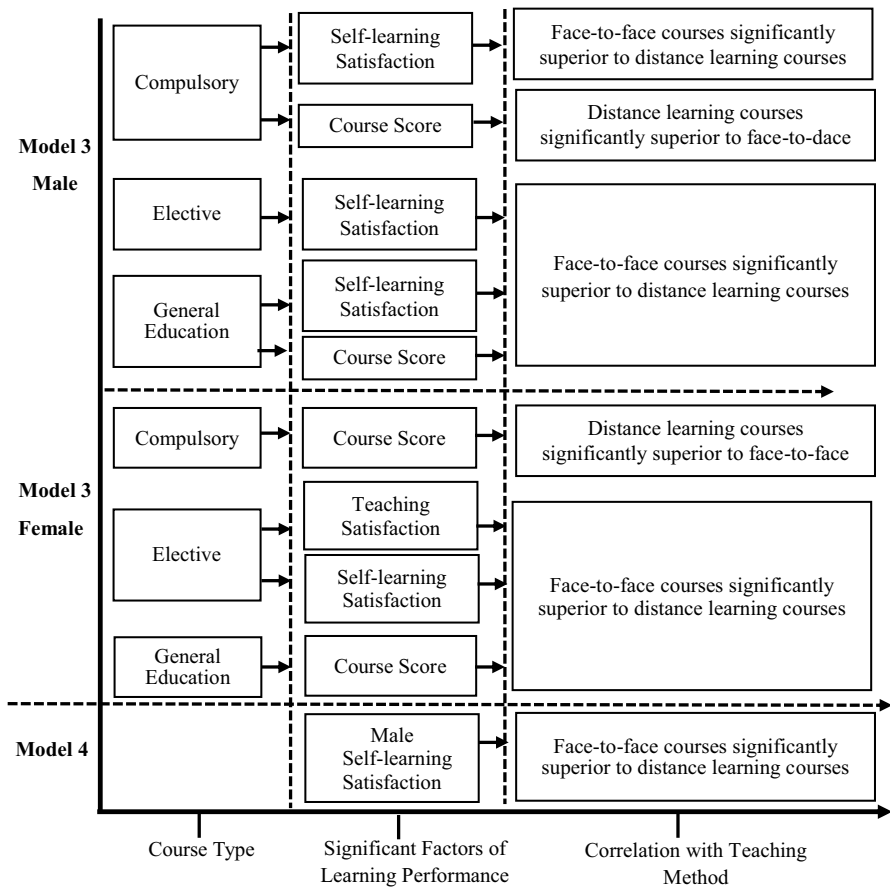 Model 3
Male
Compulsory
Self-learning
Satisfaction
Face-to-face courses significantly
superior to distance learning courses
Course Score
Distance learning courses
significantly superior to face-to-dace
Elective
Self-learning
Satisfaction
Face-to-face courses significantly
superior to distance learning courses
General
Education
Self-learning
Satisfaction
Course Score
Model 3
Female
Compulsory
Course Score
Distance learning courses
significantly superior to face-to-face
Elective
Teaching
Satisfaction
Self-learning
Satisfaction
Face-to-face courses significantly
superior to distance learning courses
General
Education
Course Score
Model 4
Male
Self-learning
Satisfaction
Face-to-face courses significantly
superior to distance learning courses
Course Type
Significant Factors of
Learning Performance
Correlation with Teaching
Method